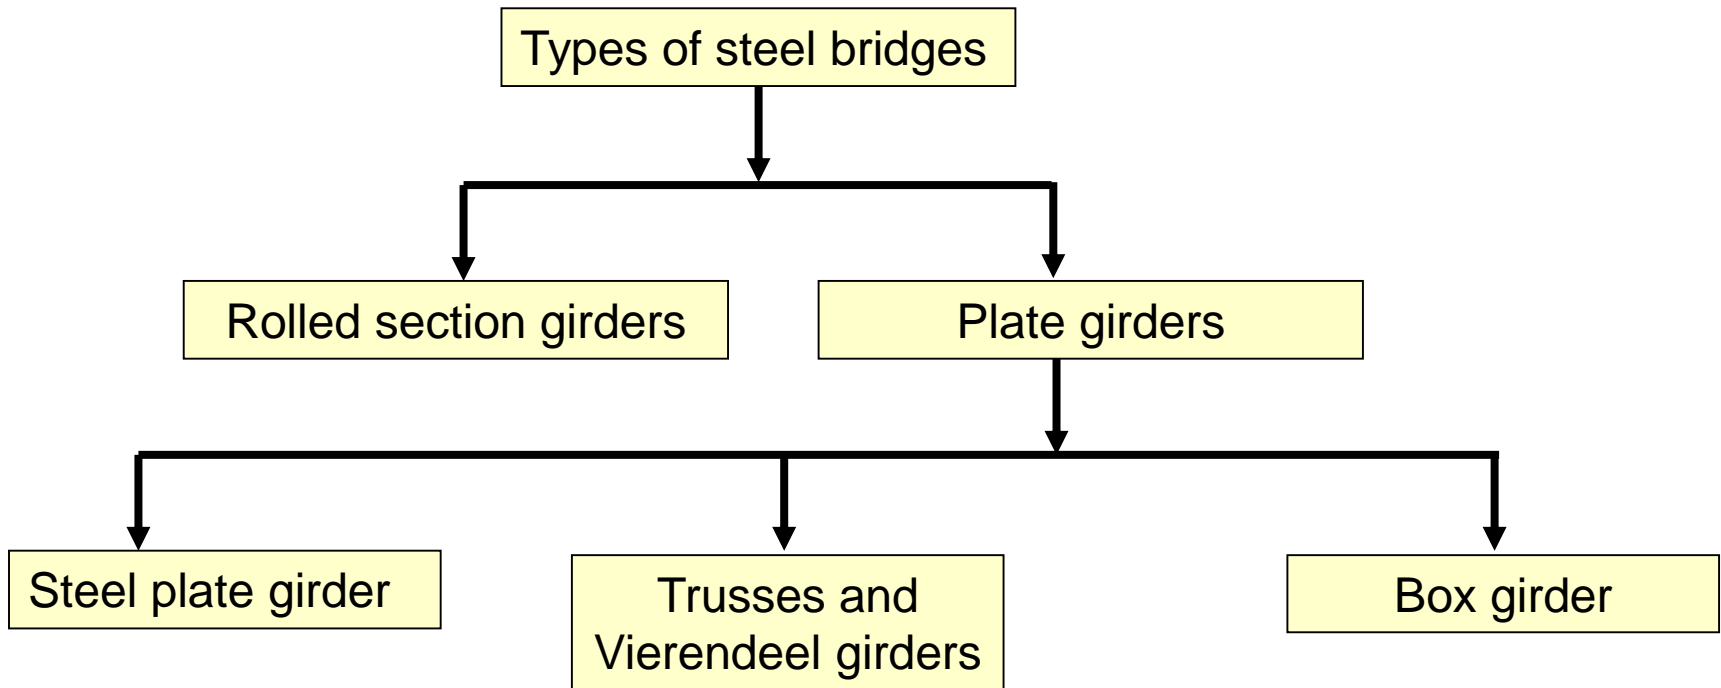 Types of steel bridges
Rolled section girders
Plate girders
Steel plate girder
Trusses and
Vierendeel girders
Box girder